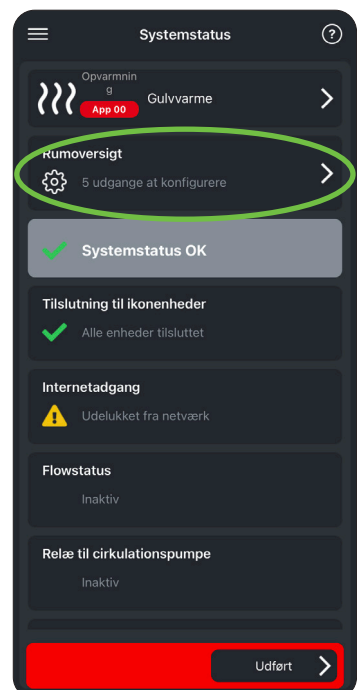 Systemstatus
?
Opvarmnin
g
App 00
Gulvvarme
Rumoversigt
5 udgange at konfigurere
Systemstatus OK
Tilslutning til ikonenheder
Alle enheder tilsluttet
Internetadgang
Udelukket fra netværk
Flowstatus
Inaktiv
Relæ til cirkulationspumpe
Inaktiv
Udført